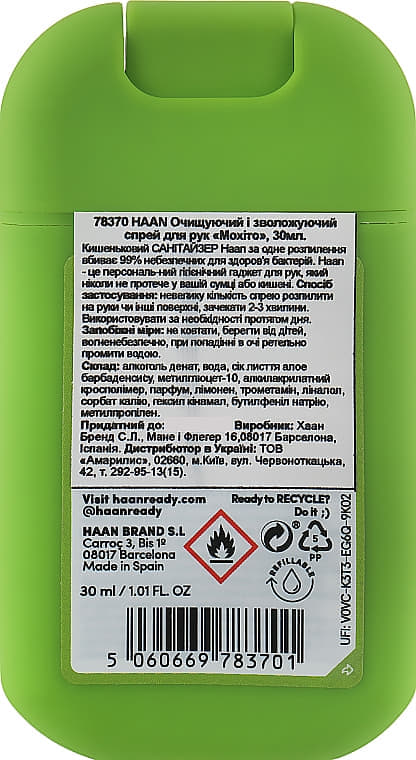 78370 HAAN Очищуючий і зволожуючий
спрей для рук «Мохіто», 30мл.
Кишеньковий САНІТАЙЗЕР Haan за одне розпилення
вбиває 99% небезпечних для здоров'я бактерій. Haan
- це персональ-ний гігієнічний гаджет для рук, який
ніколи не протече у вашій сумці або кишені. Спосіб
застосування: невелику кількість спрею розпилити
на руки чи інші поверхні, зачекати 2-3 хвилини.
Використовувати за необхідності протягом дня.
Запобіжні міри: не ковтати, берегти від дітей,
вогненебезпечно, при попадінні в очі ретельно
промити водою.
Склад: алкоголь денат, вода, сік листя алое
барбаденсису, метилглюцет-10, алкилакрилатний
кросполімер, парфум, лімонен, трометамін, ліналол,
сорбат калію, гексил кінамал, бутилфеніл натрію,
метилпропілен.
Придатний до: Виробник: Хаан
Бренд С.Л., Мане і Флегер 16,08017 Барселона,
Іспанія. Дистрибютор в Україні: ТОВ
«Амарилис», 02660, м.Київ, вул. Червоноткацька,
42, т. 292-95-13(15).
Visit haanready.com
@haanready
Ready to RECYCLE?
Do it ;)
HAAN BRAND S.L
Carroç 3, Bis 1º
08017 Barcelona
Made in Spain
30 ml / 1.01 FL. OZ
5
PP
REFILLABLE
UFI: V0VC-K3T3-EG6Q-9K02
5 060669 783701